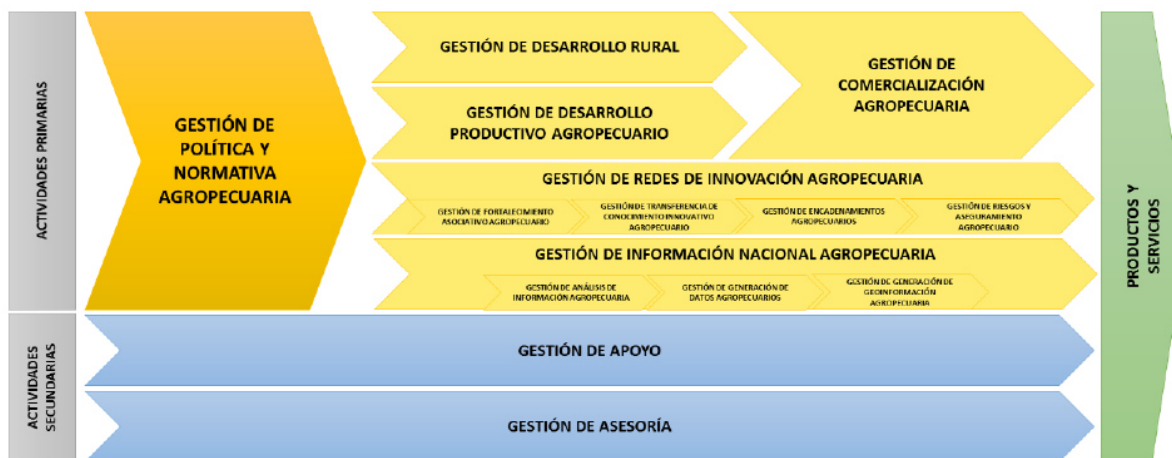 ACTIVIDADES PRIMARIAS
GESTIÓN DE
POLÍTICA Y
NORMATIVA
AGROPECUARIA
GESTIÓN DE DESARROLLO RURAL
GESTIÓN DE DESARROLLO
PRODUCTIVO AGROPECUARIO
GESTIÓN DE
COMERCIALIZACIÓN
AGROPECUARIA
GESTIÓN DE REDES DE INNOVACIÓN AGROPECUARIA
GESTIÓN DE FORTALECIMIENTO
ASOCIATIVO AGROPECUARIO
GESTIÓN DE TRANSFERENCIA DE
CONOCIMIENTO INNOVATIVO
AGROPECUARIO
GESTIÓN DE ENCADENAMIENTOS
AGROPECUARIOS
GESTIÓN DE RIESGOS Y
ASEGURAMIENTO
AGROPECUARIO
GESTIÓN DE INFORMACIÓN NACIONAL AGROPECUARIA
GESTIÓN DE ANÁLISIS DE
INFORMACIÓN AGROPECUARIA
GESTIÓN DE GENERACIÓN DE
DATOS AGROPECUARIOS
GESTIÓN DE GENERACIÓN DE
GEOINFORMACIÓN
AGROPECUARIA
ACTIVIDADES
SECUNDARIAS
GESTIÓN DE APOYO
GESTIÓN DE ASESORÍA
PRODUCTOS Y
SERVICIOS